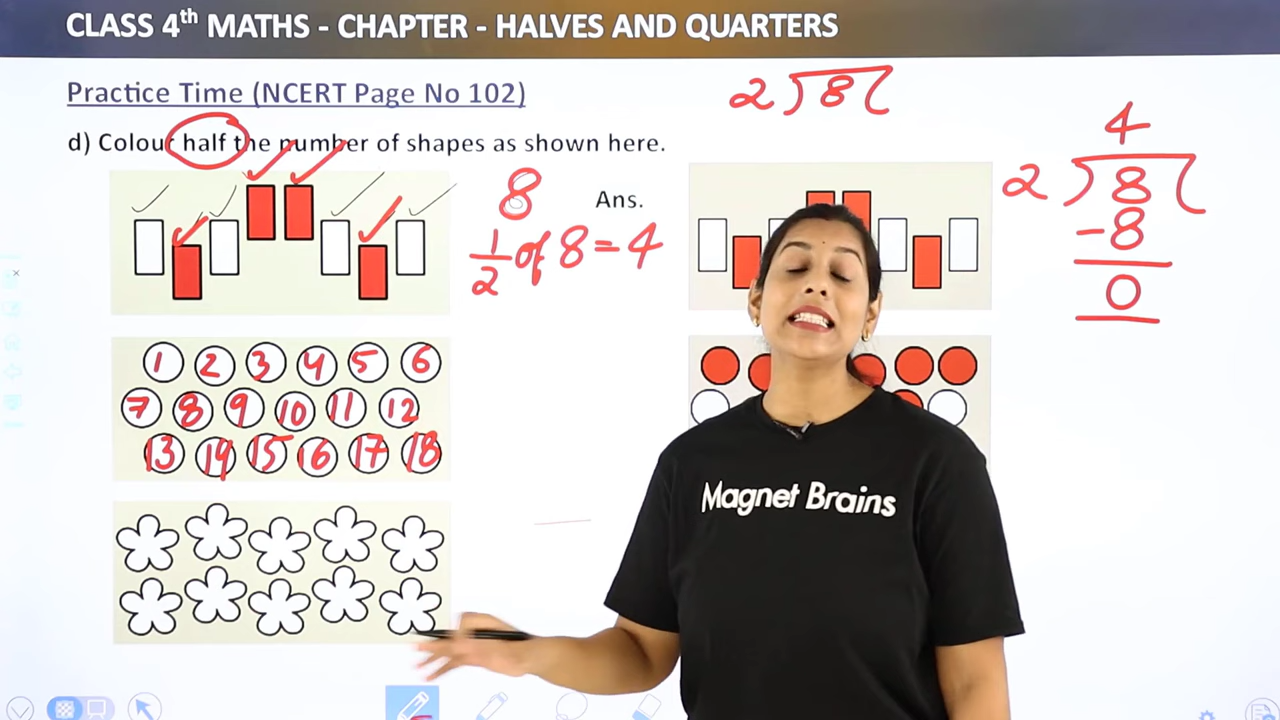 CLASS 4th MATHS - CHAPTER - HALVES AND QUARTERS
Practice Time (NCERT Page No 102)
d) Colour half the number of shapes as shown here.
2 ) 8 (
4
2 ) 8 (
-8
0
8
Ans.
1/2 of 8 = 4
1 2 3 4 5 6
7 8 9 10 11 12
13 14 15 16 17 18
Magnet Brains